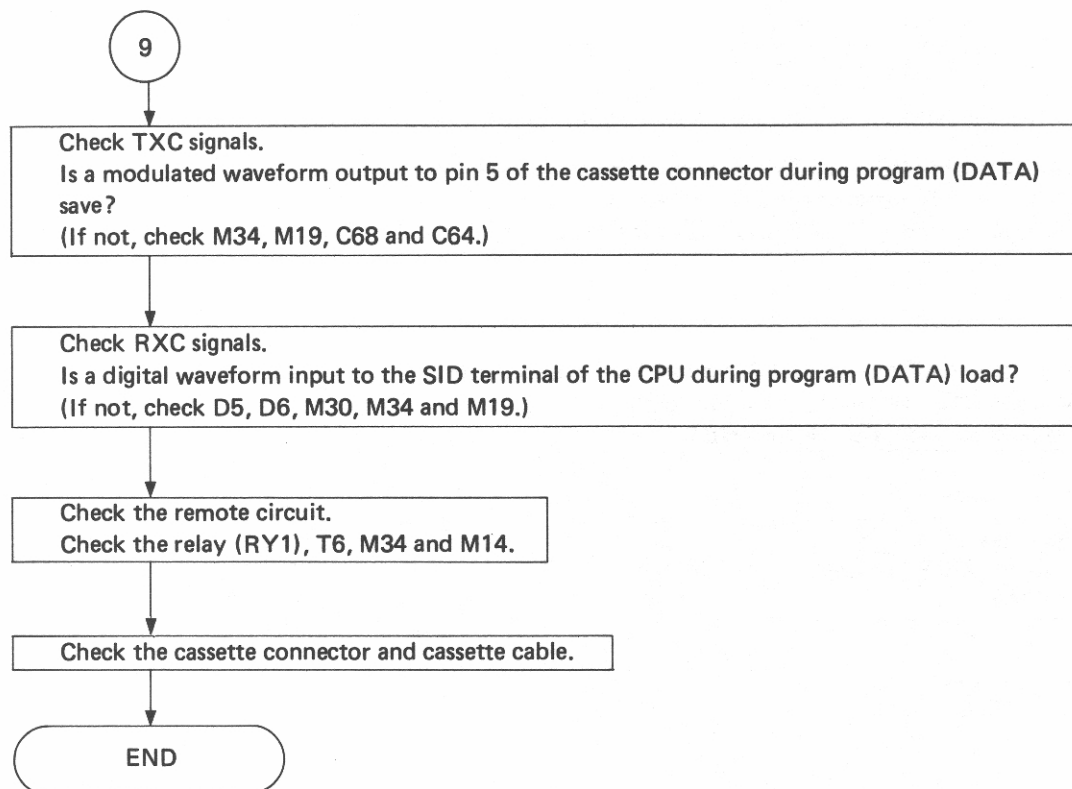 9
Check TXC signals.
Is a modulated waveform output to pin 5 of the cassette connector during program (DATA)
save?
(If not, check M34, M19, C68 and C64.)
Check RXC signals.
Is a digital waveform input to the SID terminal of the CPU during program (DATA) load?
(If not, check D5, D6, M30, M34 and M19.)
Check the remote circuit.
Check the relay (RY1), T6, M34 and M14.
Check the cassette connector and cassette cable.
END